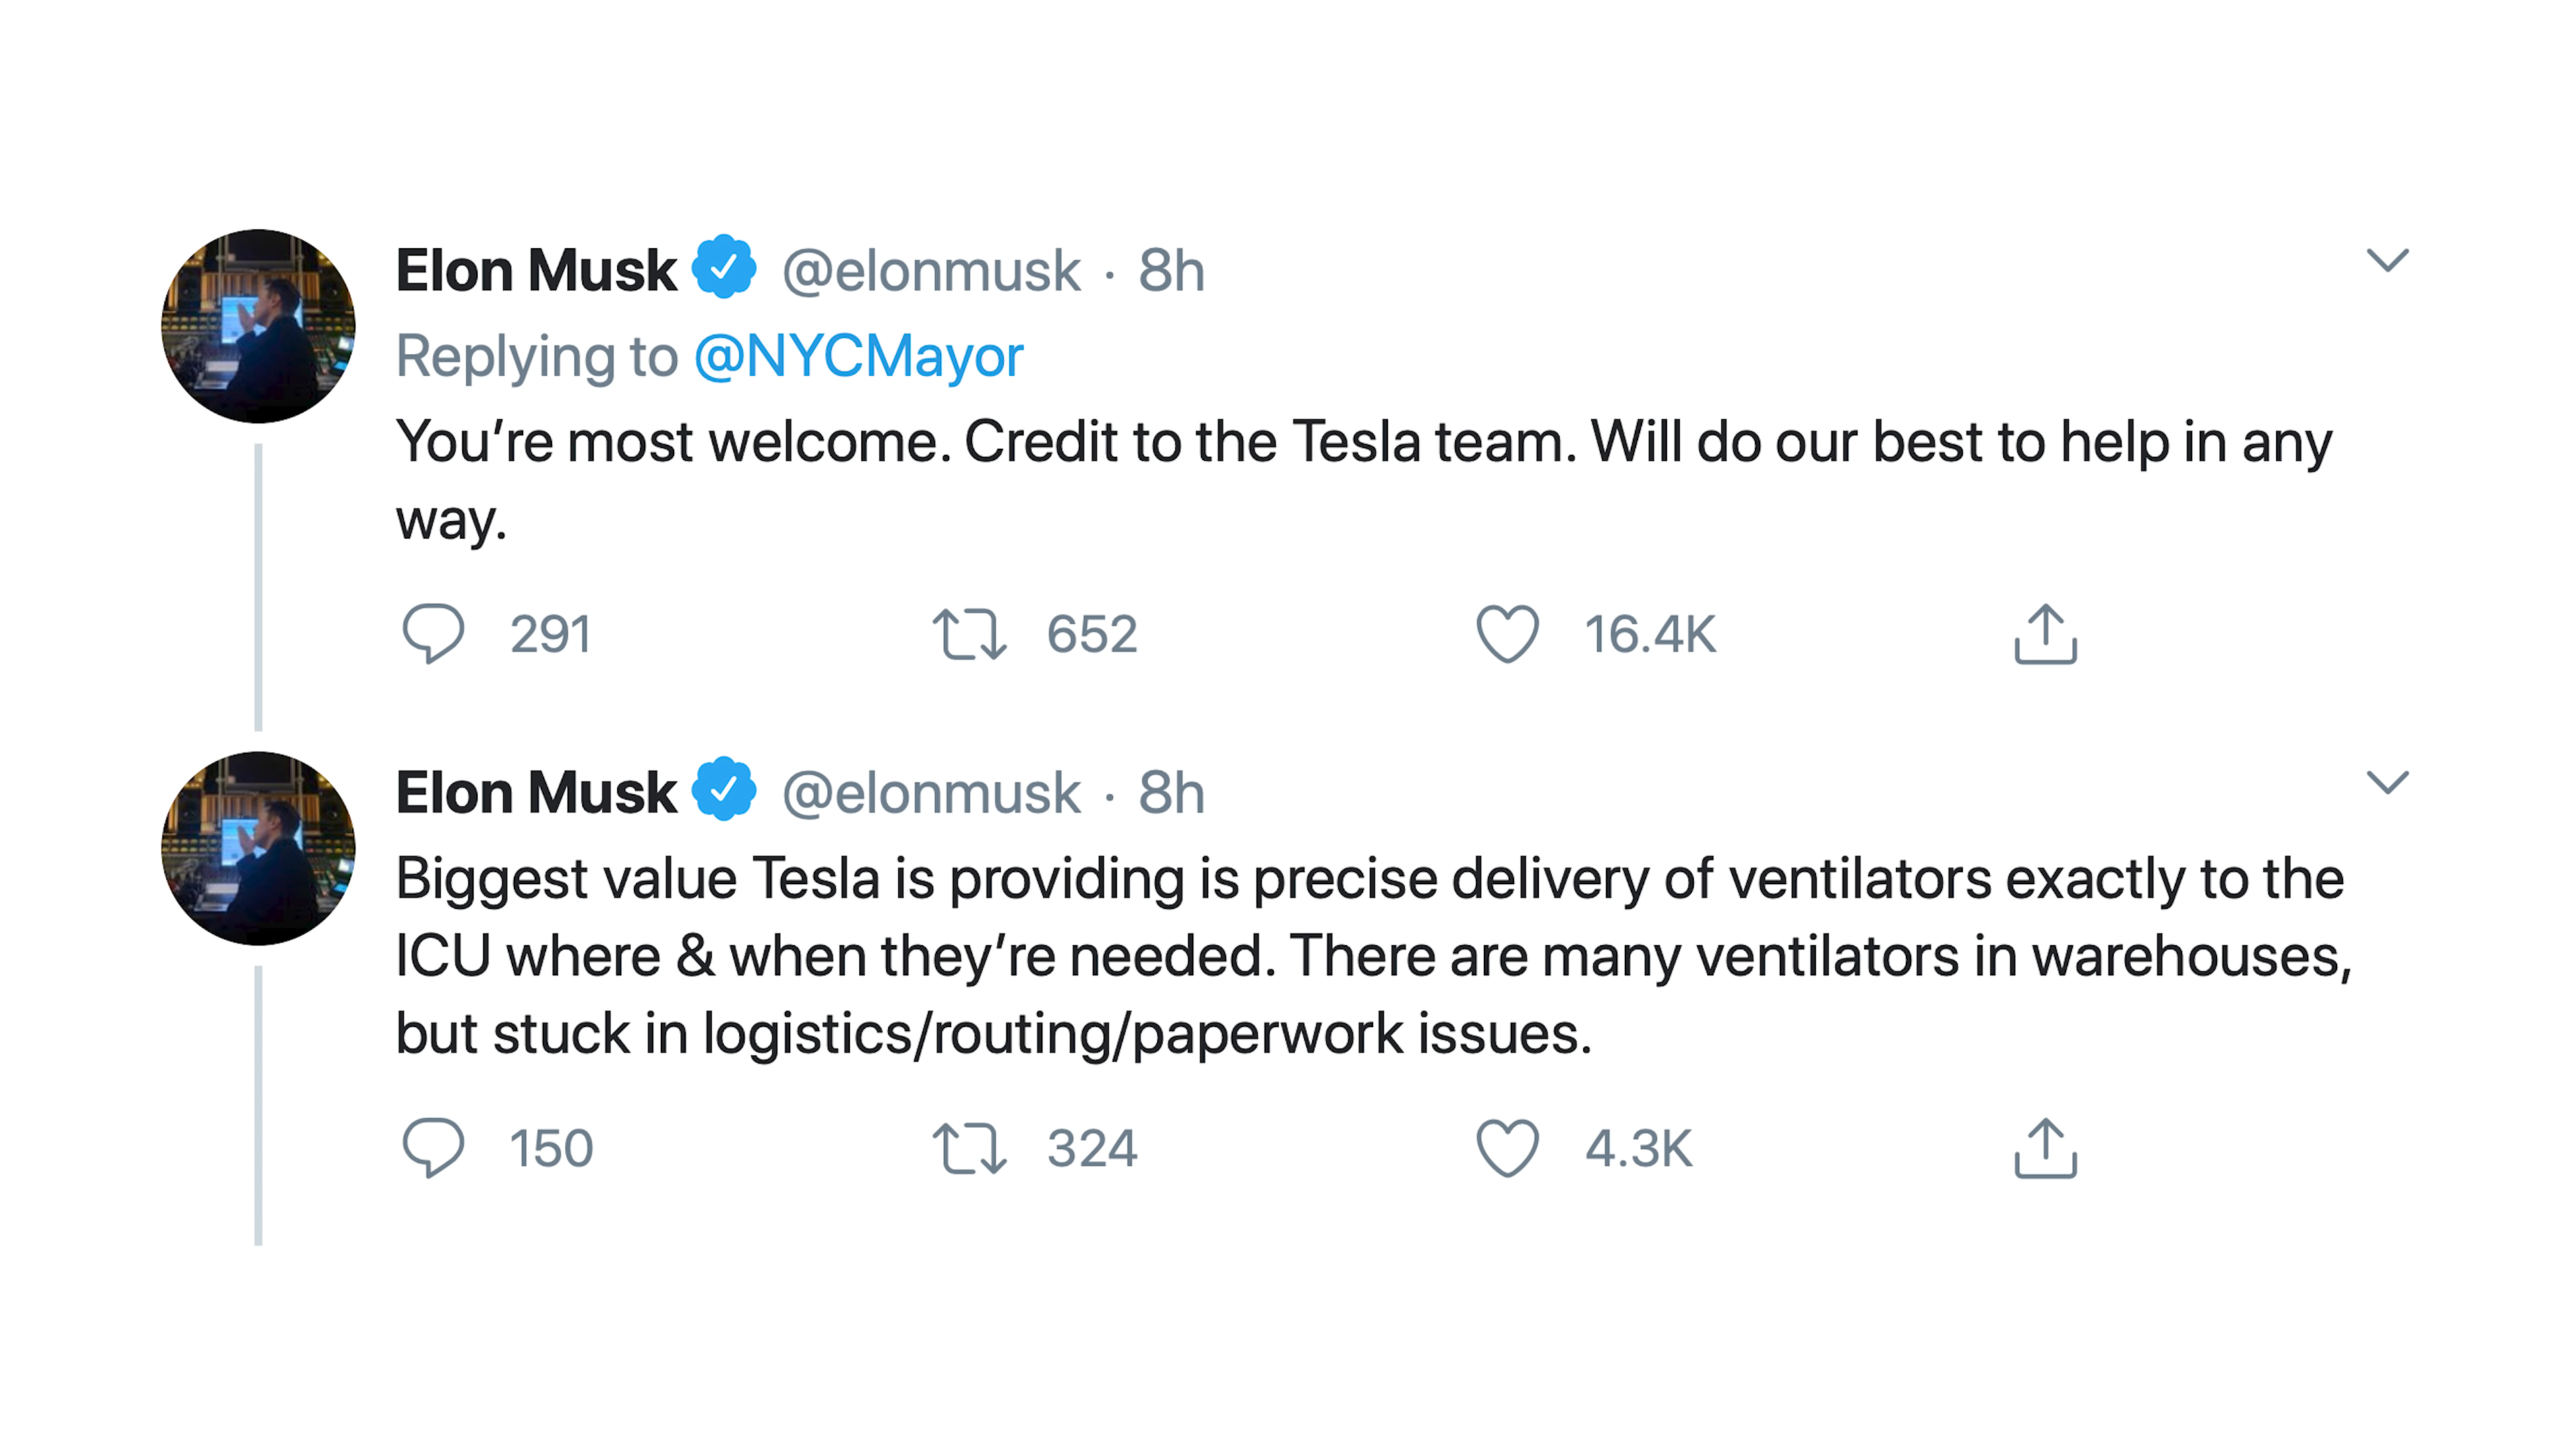 Elon Musk @elonmusk · 8h
Replying to @NYCMayor
You’re most welcome. Credit to the Tesla team. Will do our best to help in any
way.
291 652 16.4K
Elon Musk @elonmusk · 8h
Biggest value Tesla is providing is precise delivery of ventilators exactly to the
ICU where & when they’re needed. There are many ventilators in warehouses,
but stuck in logistics/routing/paperwork issues.
150 324 4.3K